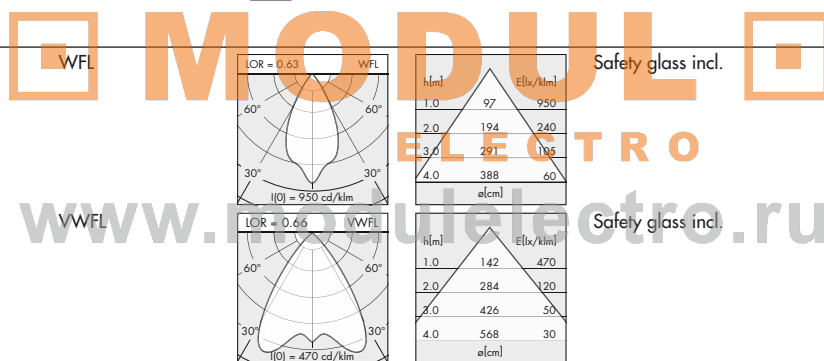 MODUL
ELECTRO
www.modulelectro.ru
WFL
LOR = 0.63 WFL
60° 60°
30° 30°
I(0) = 950 cd/klm
h[m] E[lx/klm]
1.0 97 950
2.0 194 240
3.0 291 105
4.0 388 60
ø[cm]
Safety glass incl.
VWFL
LOR = 0.66 VWFL
60° 60°
30° 30°
I(0) = 470 cd/klm
h[m] E[lx/klm]
1.0 142 470
2.0 284 120
3.0 426 50
4.0 568 30
ø[cm]
Safety glass incl.